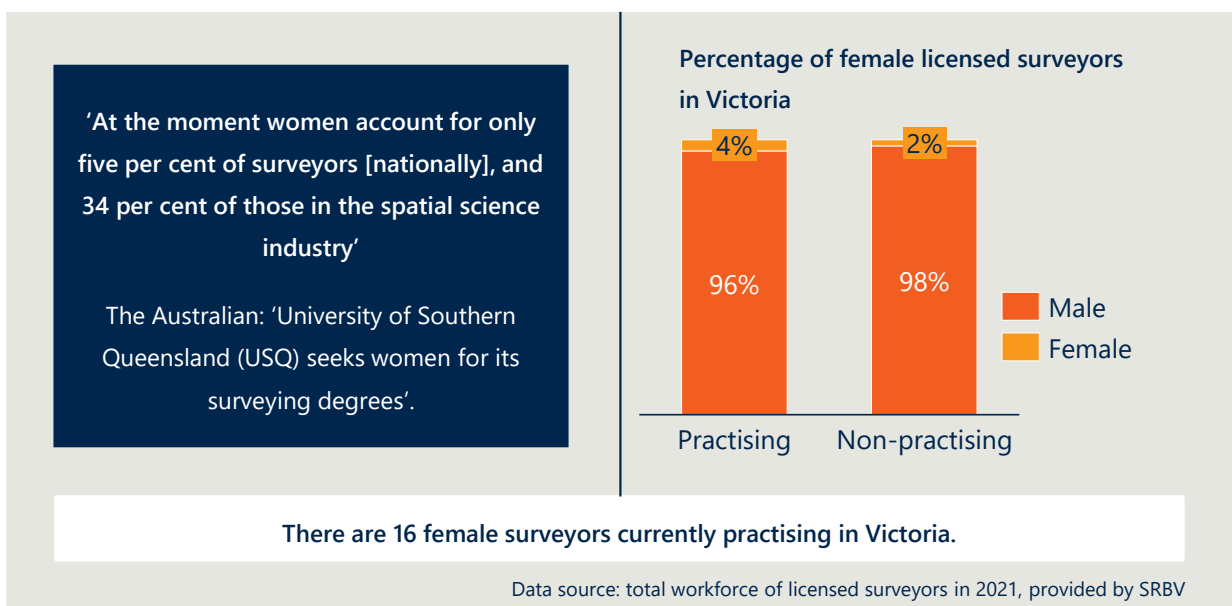 ‘At the moment women account for only
five per cent of surveyors [nationally], and
34 per cent of those in the spatial science
industry’
The Australian: ‘University of Southern
Queensland (USQ) seeks women for its
surveying degrees’.
Percentage of female licensed surveyors
in Victoria
4%
2%
96%
98%
Male
Female
Practising
Non-practising
There are 16 female surveyors currently practising in Victoria.
Data source: total workforce of licensed surveyors in 2021, provided by SRBV